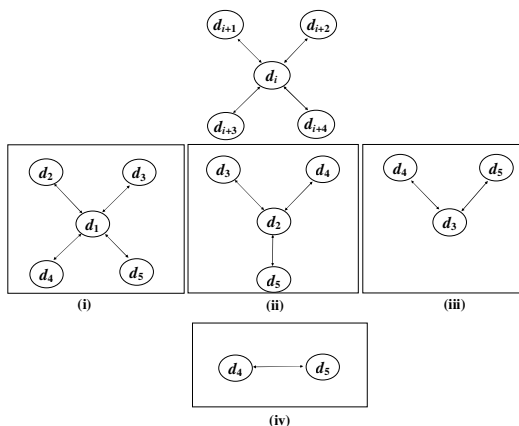 d_{i+1} d_{i+2}
d_i
d_{i+3} d_{i+4}
d_2 d_3
d_1
d_4 d_5
(i)
d_3 d_4
d_2
d_5
(ii)
d_4 d_5
d_3
(iii)
d_4 d_5
(iv)